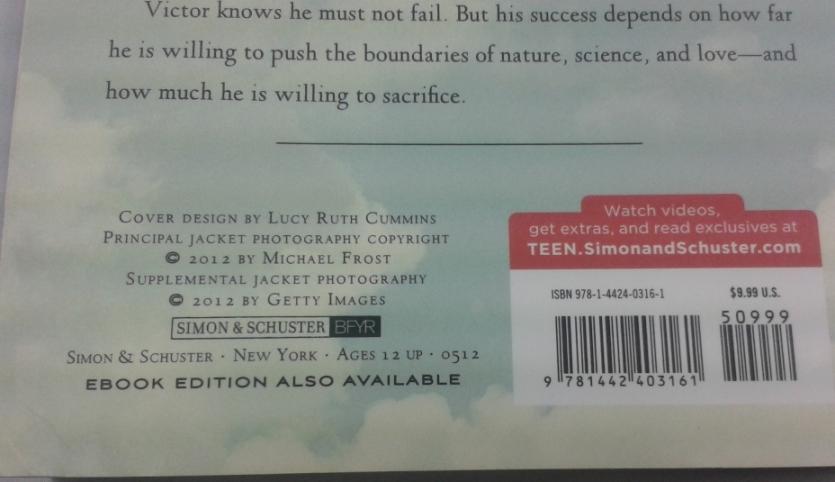 Victor knows he must not fail. But his success depends on how far
he is willing to push the boundaries of nature, science, and love—and
how much he is willing to sacrifice.
COVER DESIGN BY LUCY RUTH CUMMINS
PRINCIPAL JACKET PHOTOGRAPHY COPYRIGHT
© 2012 BY MICHAEL FROST
SUPPLEMENTAL JACKET PHOTOGRAPHY
© 2012 BY GETTY IMAGES
SIMON & SCHUSTER BFYR
SIMON & SCHUSTER · NEW YORK · AGES 12 UP · 0512
EBOOK EDITION ALSO AVAILABLE
Watch videos,
get extras, and read exclusives at
TEEN.SimonandSchuster.com
ISBN 978-1-4424-0316-1
$9.99 U.S.
50999
9 781442 403161